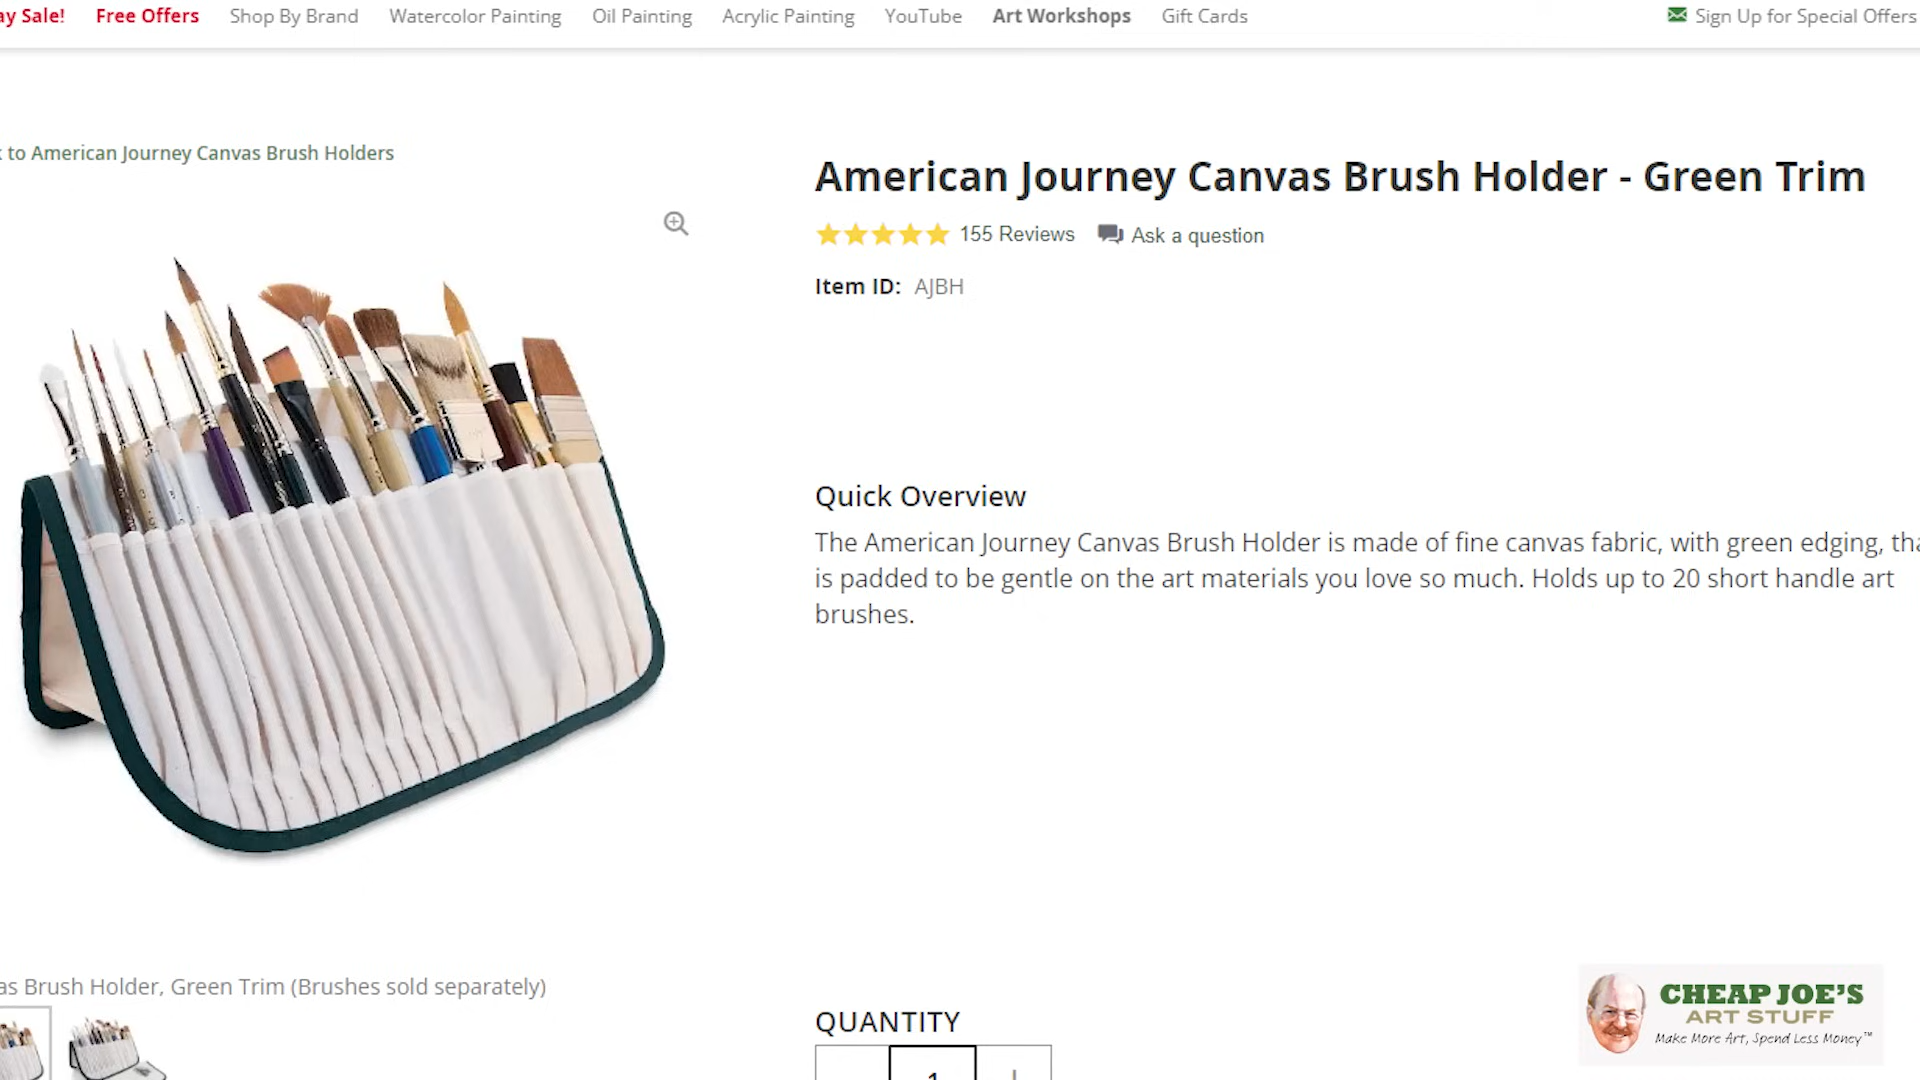 ay Sale! Free Offers Shop By Brand Watercolor Painting Oil Painting Acrylic Painting YouTube Art Workshops Gift Cards Sign Up for Special Offers
to American Journey Canvas Brush Holders
American Journey Canvas Brush Holder - Green Trim
155 Reviews Ask a question
Item ID: AJBH
Quick Overview
The American Journey Canvas Brush Holder is made of fine canvas fabric, with green edging, tha
is padded to be gentle on the art materials you love so much. Holds up to 20 short handle art
brushes.
as Brush Holder, Green Trim (Brushes sold separately)
QUANTITY
1
CHEAP JOE'S
ART STUFF
Make More Art, Spend Less Money™